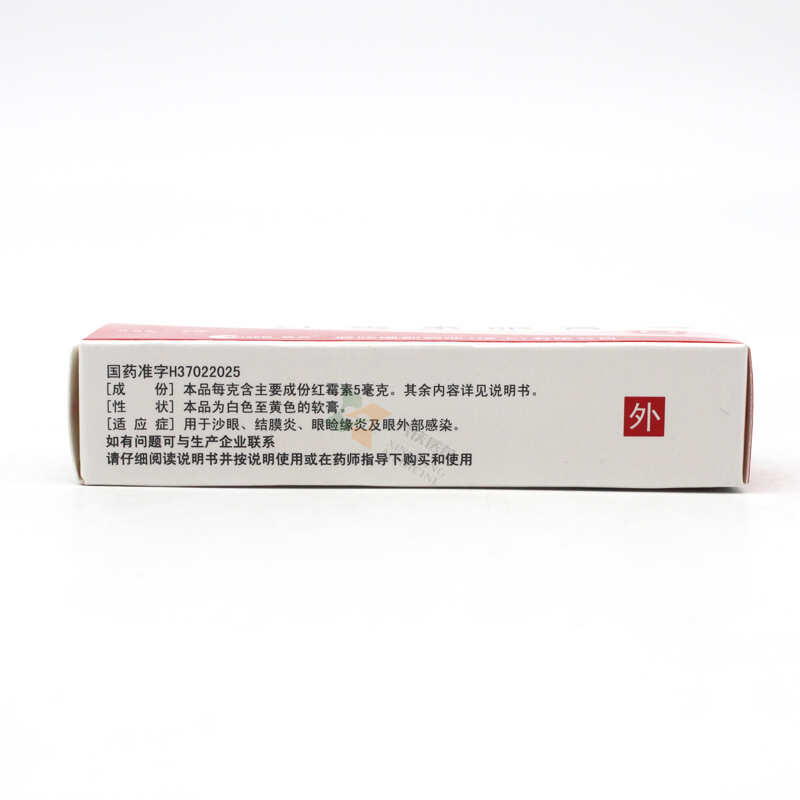 国药准字H37022025
[成 份] 本品每克含主要成份红霉素5毫克。其余内容详见说明书。
[性 状] 本品为白色至黄色的软膏。
[适 应 症] 用于沙眼、结膜炎、眼睑缘炎及眼外部感染。
如有问题可与生产企业联系
请仔细阅读说明书并按说明使用或在药师指导下购买和使用
外